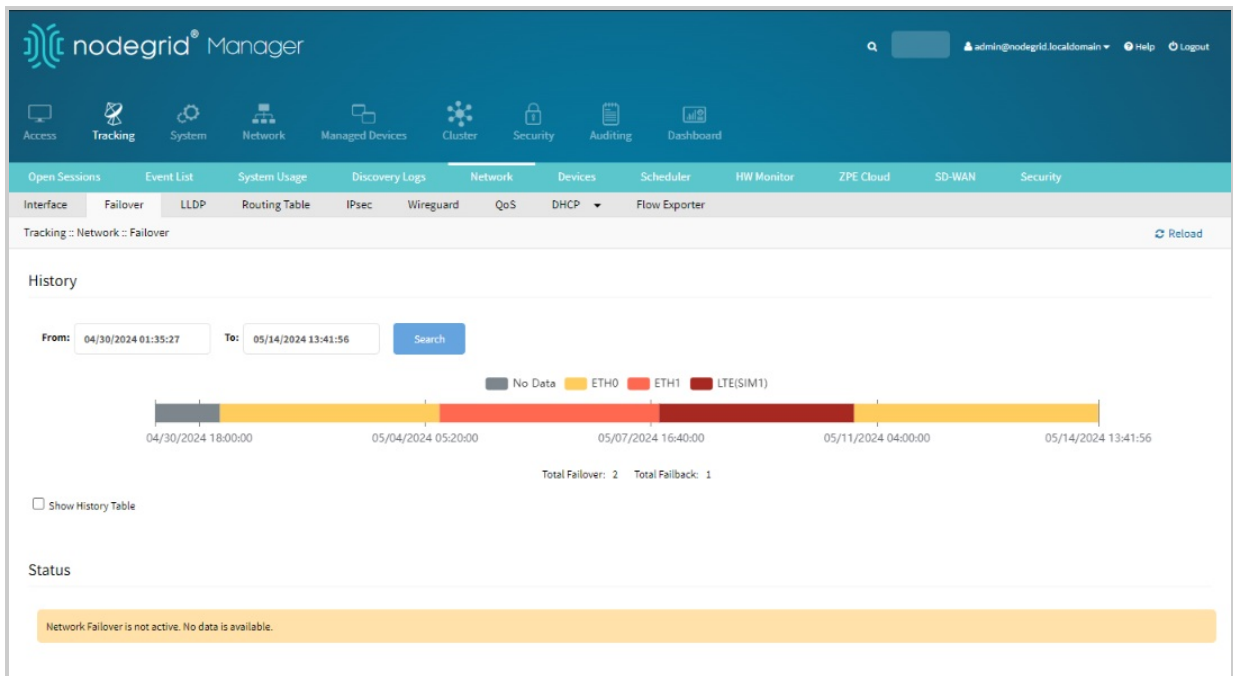 nodegrid® Manager
admin@nodegrid.localdomain Help Logout
Access Tracking System Network Managed Devices Cluster Security Auditing Dashboard
Open Sessions Event List System Usage Discovery Logs Network Devices Scheduler HW Monitor ZPE Cloud SD-WAN Security
Interface Failover LLDP Routing Table IPsec Wireguard QoS DHCP Flow Exporter
Tracking :: Network :: Failover Reload
History
From: 04/30/2024 01:35:27 To: 05/14/2024 13:41:56 Search
No Data ETH0 ETH1 LTE(SIM1)
04/30/2024 18:00:00 05/04/2024 05:20:00 05/07/2024 16:40:00 05/11/2024 04:00:00 05/14/2024 13:41:56
Total Failover: 2 Total Failback: 1
Show History Table
Status
Network Failover is not active. No data is available.